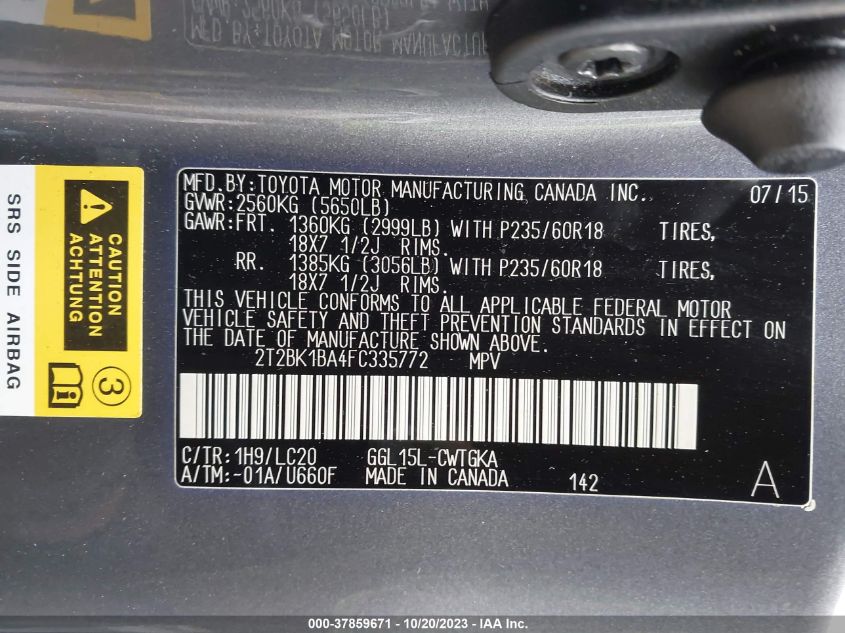 MFD. BY: TOYOTA MOTOR MANUFACTURING CANADA INC. 07/15
GVWR: 2560KG (5650LB)
GAWR: FRT. 1360KG (2999LB) WITH P235/60R18 TIRES,
18X7 1/2J RIMS.
RR. 1385KG (3056LB) WITH P235/60R18 TIRES,
18X7 1/2J RIMS.
THIS VEHICLE CONFORMS TO ALL APPLICABLE FEDERAL MOTOR
VEHICLE SAFETY AND THEFT PREVENTION STANDARDS IN EFFECT ON
THE DATE OF MANUFACTURE SHOWN ABOVE.
2T2BK1BA4FC335772 MPV
C/TR: 1H9/LC20 GGL15L-CWTGKA
A/TM: -01A/U660F MADE IN CANADA 142 A
CAUTION
ACHTUNG
SRS SIDE AIRBAG
3
000-37859671 - 10/20/2023 - IAA Inc.